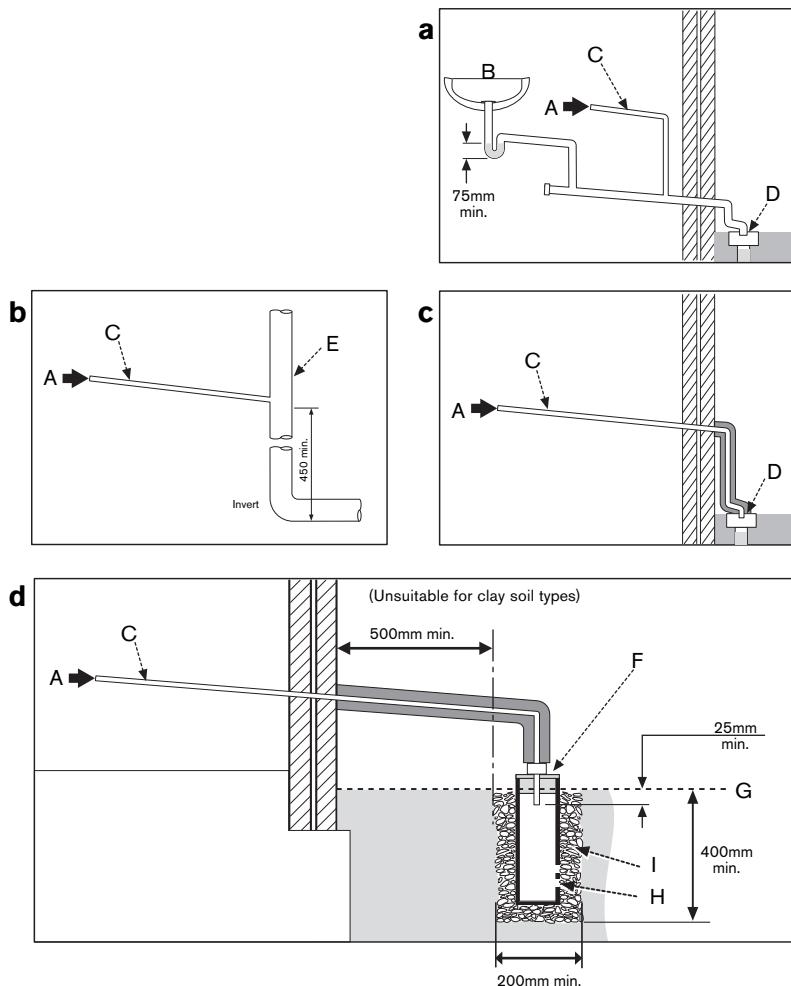 a
B
C
A
75mm
min.
D
b
C
A
E
450 min.
Invert
c
C
A
D
d
(Unsuitable for clay soil types)
500mm min.
C
A
F
25mm
min.
G
I
400mm
min.
H
200mm min.